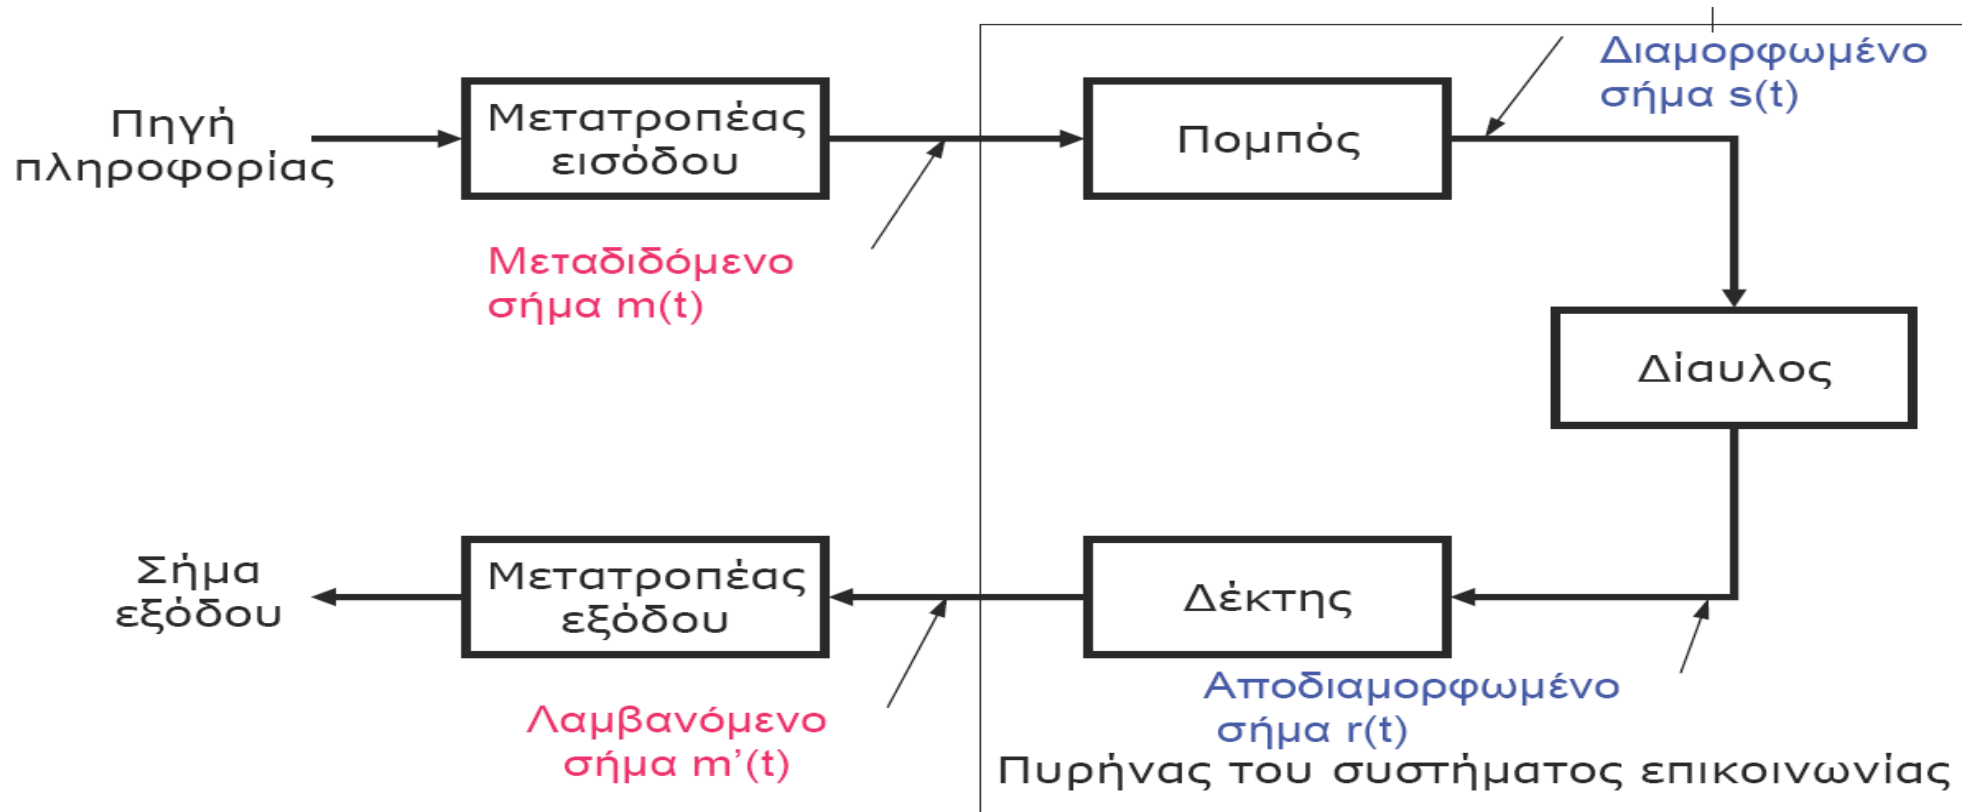 Πηγή
πληροφορίας
Μετατροπέας
εισόδου
Μεταδιδόμενο
σήμα m(t)
Πομπός
Διαμορφωμένο
σήμα s(t)
Δίαυλος
Δέκτης
Αποδιαμορφωμένο
σήμα r(t)
Μετατροπέας
εξόδου
Λαμβανόμενο
σήμα m’(t)
Σήμα
εξόδου
Πυρήνας του συστήματος επικοινωνίας